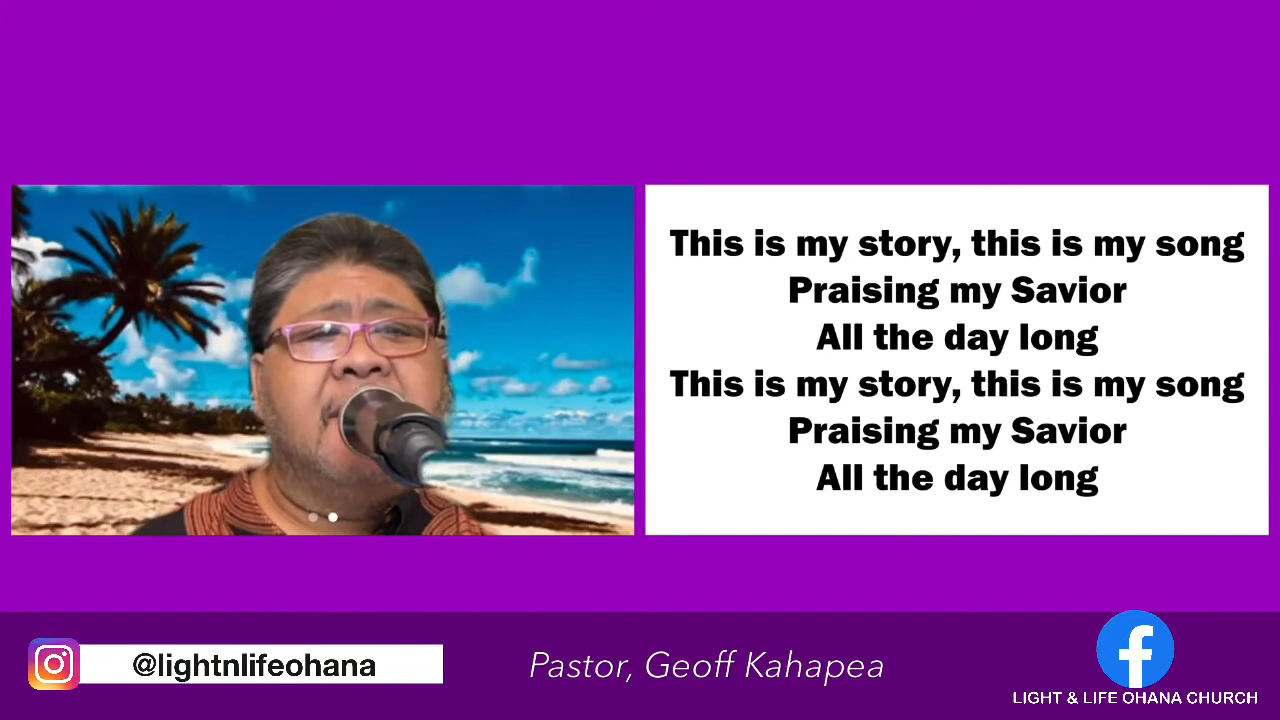 This is my story, this is my song
Praising my Savior
All the day long
This is my story, this is my song
Praising my Savior
All the day long
@lightnlifeohana
Pastor, Geoff Kahapea
LIGHT & LIFE OHANA CHURCH